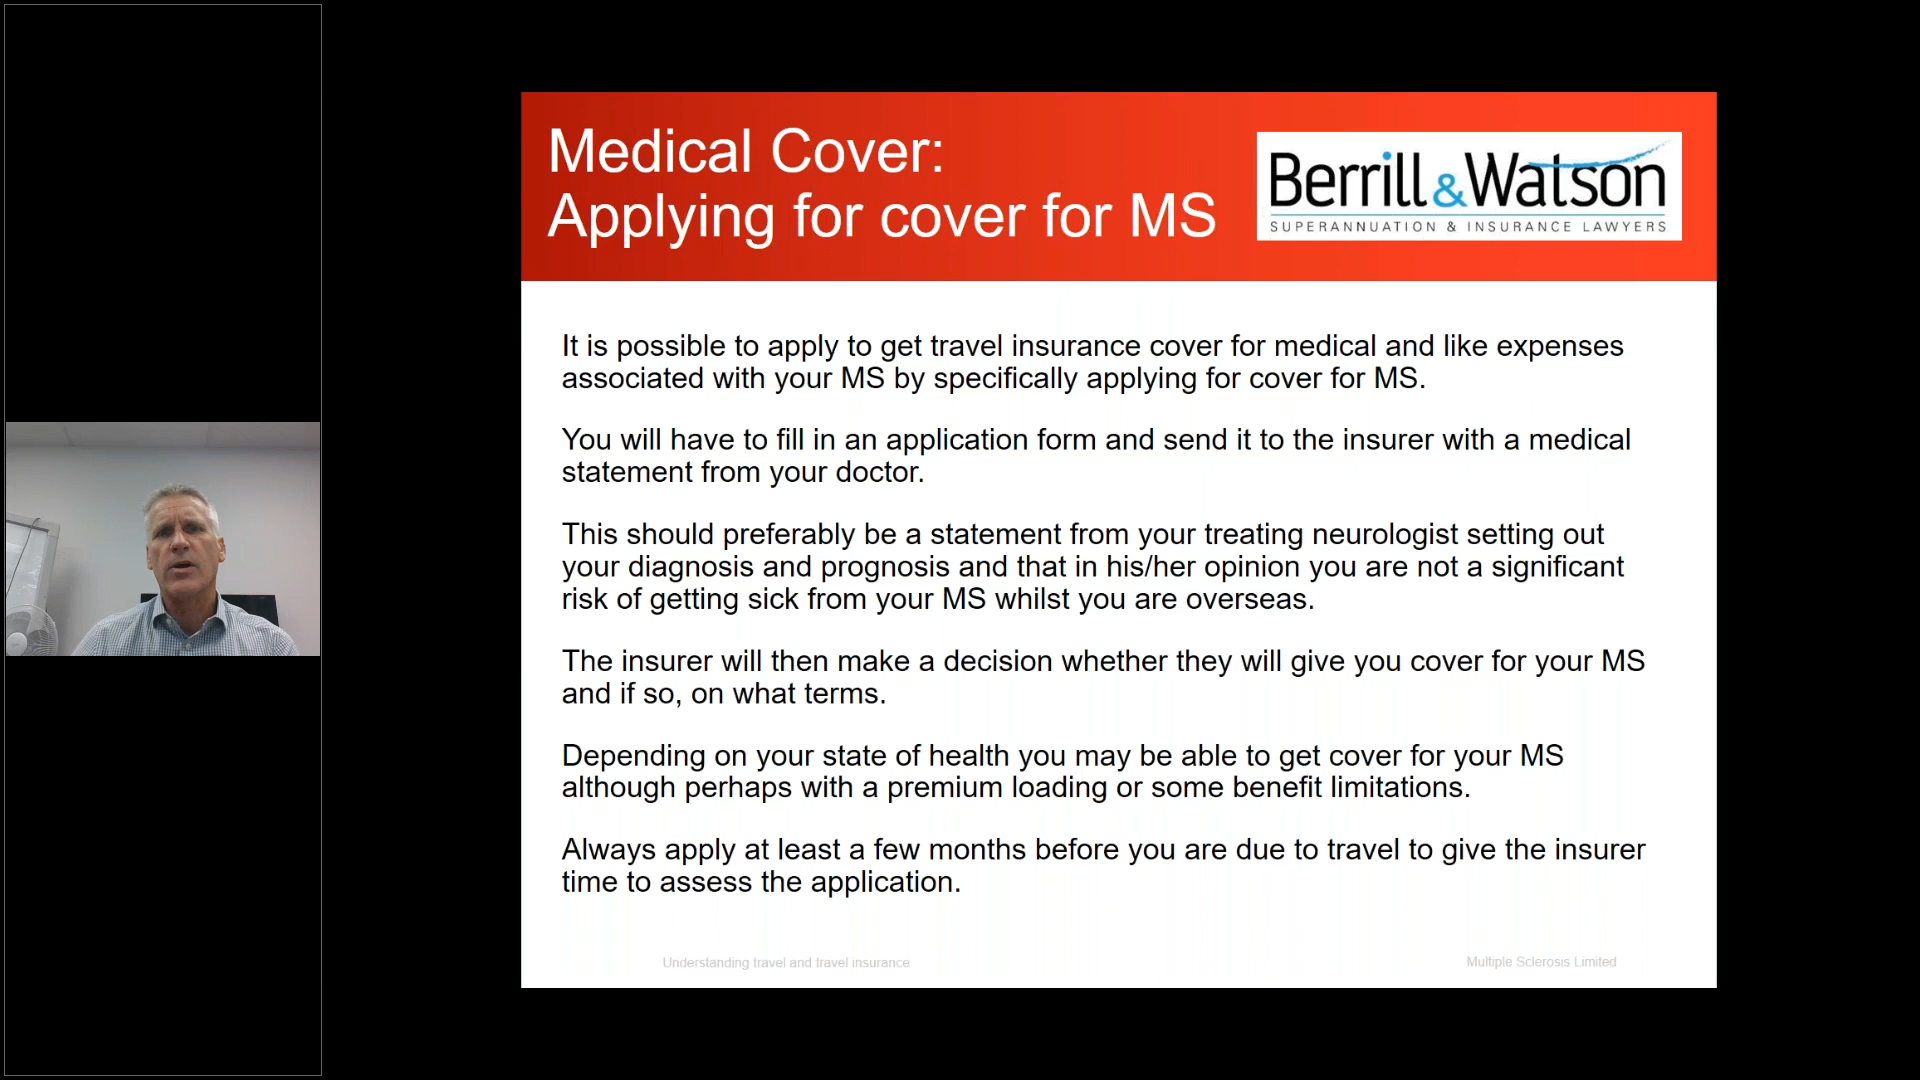 Medical Cover:
Applying for cover for MS
Berrill & Watson
SUPERANNUATION & INSURANCE LAWYERS
It is possible to apply to get travel insurance cover for medical and like expenses
associated with your MS by specifically applying for cover for MS.
You will have to fill in an application form and send it to the insurer with a medical
statement from your doctor.
This should preferably be a statement from your treating neurologist setting out
your diagnosis and prognosis and that in his/her opinion you are not a significant
risk of getting sick from your MS whilst you are overseas.
The insurer will then make a decision whether they will give you cover for your MS
and if so, on what terms.
Depending on your state of health you may be able to get cover for your MS
although perhaps with a premium loading or some benefit limitations.
Always apply at least a few months before you are due to travel to give the insurer
time to assess the application.
Understanding travel and travel insurance
Multiple Sclerosis Limited